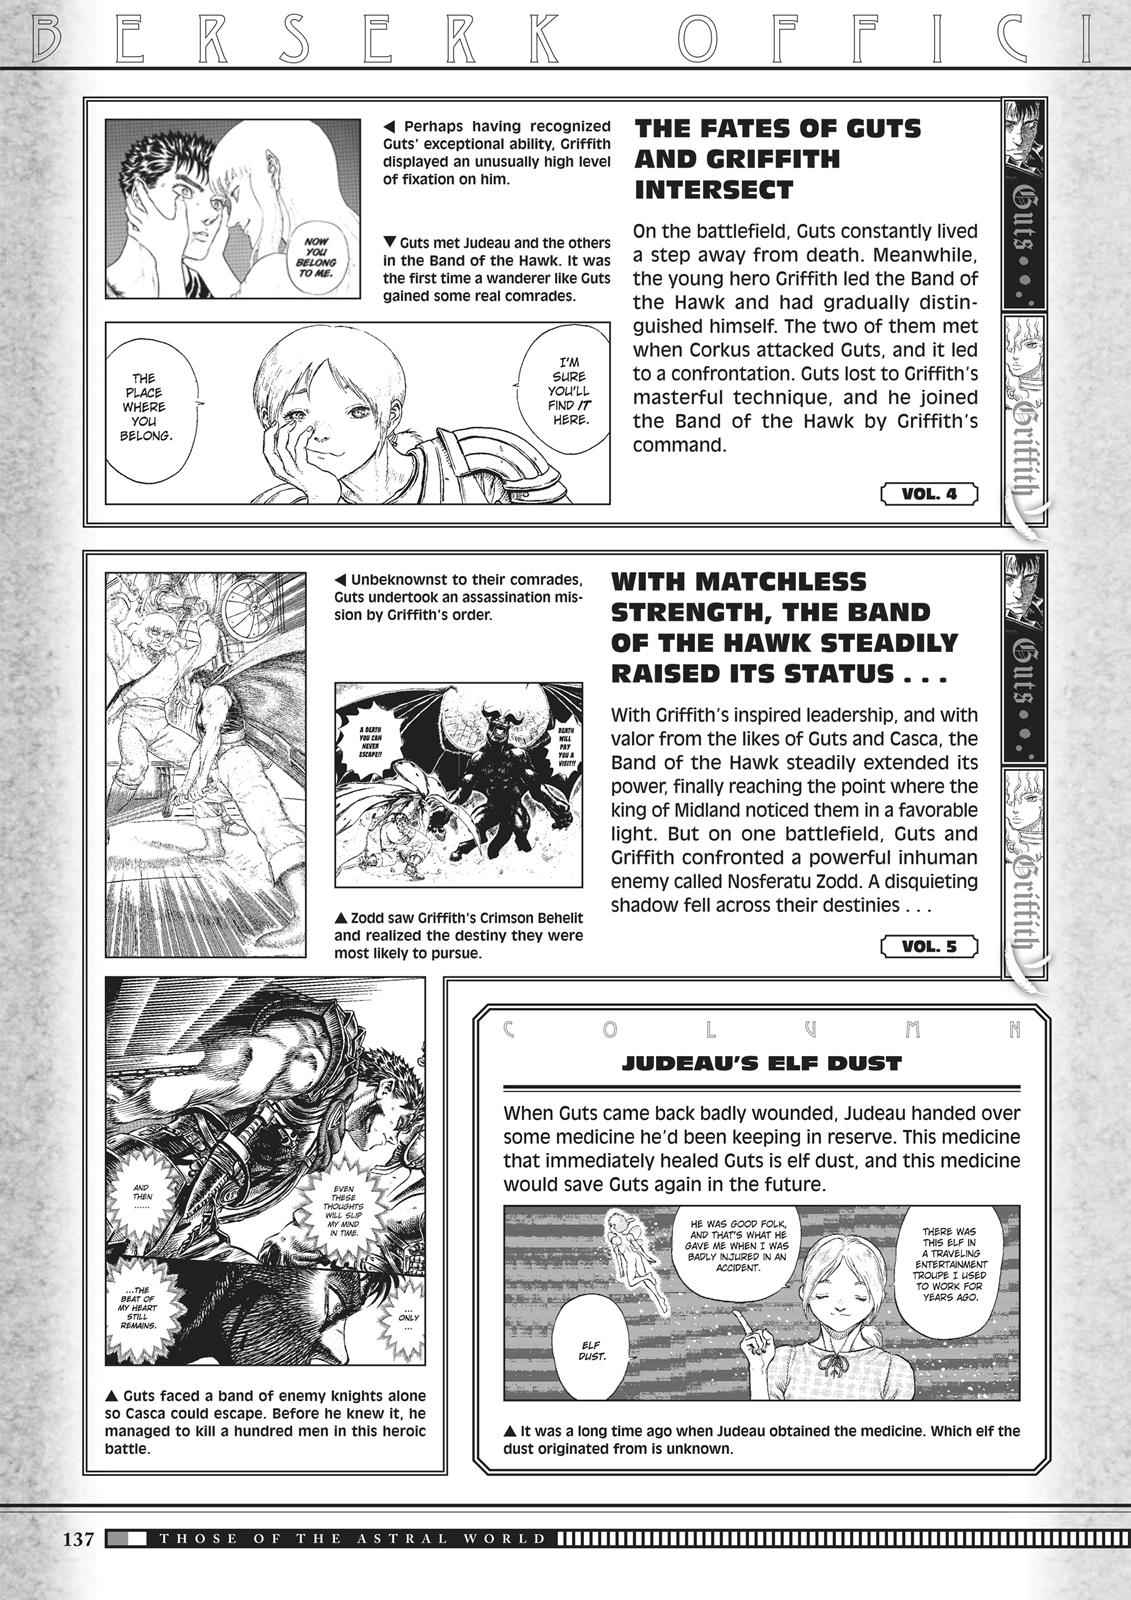 BERSERK OFFICI
◀ Perhaps having recognized
Guts' exceptional ability, Griffith
displayed an unusually high level
of fixation on him.
NOW
YOU
BELONG
TO ME.
▼ Guts met Judeau and the others
in the Band of the Hawk. It was
the first time a wanderer like Guts
gained some real comrades.
I'M
SURE
YOU'LL
FIND IT
HERE.
THE
PLACE
WHERE
YOU
BELONG.
THE FATES OF GUTS
AND GRIFFITH
INTERSECT
On the battlefield, Guts constantly lived
a step away from death. Meanwhile,
the young hero Griffith led the Band of
the Hawk and had gradually distin-
guished himself. The two of them met
when Corkus attacked Guts, and it led
to a confrontation. Guts lost to Griffith's
masterful technique, and he joined
the Band of the Hawk by Griffith's
command.
VOL. 4
Guts
Griffith
◀ Unbeknownst to their comrades,
Guts undertook an assassination mis-
sion by Griffith's order.
A DEATH
YOU CAN
NEVER
ESCAPE!!
DEATH
WILL
PAY
YOU A
VISIT!!
▲ Zodd saw Griffith's Crimson Behelit
and realized the destiny they were
most likely to pursue.
WITH MATCHLESS
STRENGTH, THE BAND
OF THE HAWK STEADILY
RAISED ITS STATUS . . .
With Griffith's inspired leadership, and with
valor from the likes of Guts and Casca, the
Band of the Hawk steadily extended its
power, finally reaching the point where the
king of Midland noticed them in a favorable
light. But on one battlefield, Guts and
Griffith confronted a powerful inhuman
enemy called Nosferatu Zodd. A disquieting
shadow fell across their destinies . . .
VOL. 5
Guts
Griffith
EVEN
THESE
THOUGHTS
WILL SLIP
MY MIND
IN TIME.
AND
THEN
......
...
ONLY
...
...THE
BEAT OF
MY HEART
STILL
REMAINS.
▲ Guts faced a band of enemy knights alone
so Casca could escape. Before he knew it, he
managed to kill a hundred men in this heroic
battle.
COLUMN
JUDEAU'S ELF DUST
When Guts came back badly wounded, Judeau handed over
some medicine he'd been keeping in reserve. This medicine
that immediately healed Guts is elf dust, and this medicine
would save Guts again in the future.
THERE WAS
THIS ELF IN
A TRAVELING
ENTERTAINMENT
TROUPE I USED
TO WORK FOR
YEARS AGO.
HE WAS GOOD FOLK,
AND THAT'S WHAT HE
GAVE ME WHEN I WAS
BADLY INJURED IN AN
ACCIDENT.
ELF
DUST.
▲ It was a long time ago when Judeau obtained the medicine. Which elf the
dust originated from is unknown.
137 THOSE OF THE ASTRAL WORLD